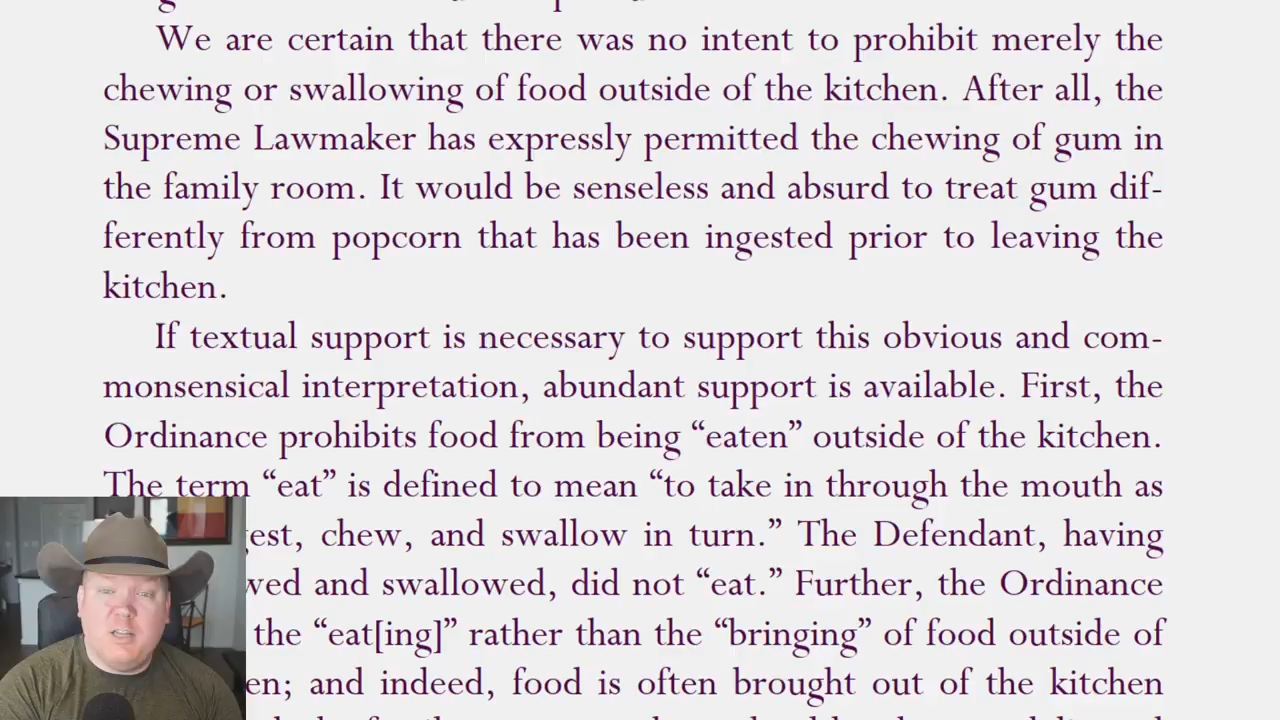 We are certain that there was no intent to prohibit merely the
chewing or swallowing of food outside of the kitchen. After all, the
Supreme Lawmaker has expressly permitted the chewing of gum in
the family room. It would be senseless and absurd to treat gum dif-
ferently from popcorn that has been ingested prior to leaving the
kitchen.
If textual support is necessary to support this obvious and com-
monsensical interpretation, abundant support is available. First, the
Ordinance prohibits food from being “eaten” outside of the kitchen.
The term “eat” is defined to mean “to take in through the mouth as
chew, and swallow in turn.” The Defendant, having
and swallowed, did not “eat.” Further, the Ordinance
the “eat[ing]” rather than the “bringing” of food outside of
and indeed, food is often brought out of the kitchen